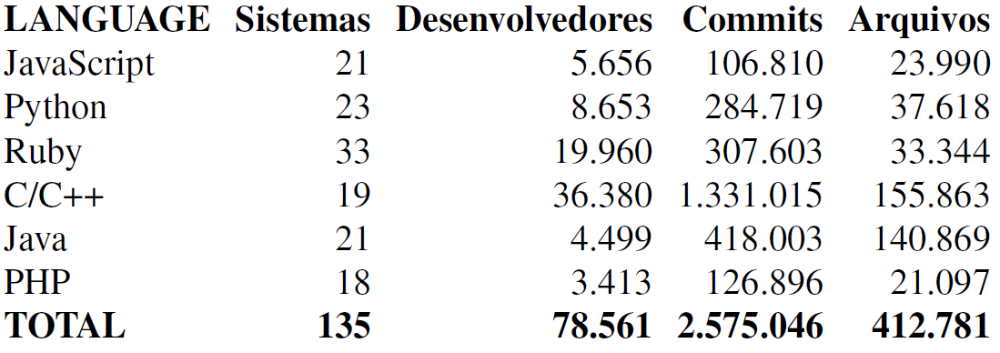 LANGUAGE Sistemas Desenvolvedores Commits Arquivos
JavaScript 21 5.656 106.810 23.990
Python 23 8.653 284.719 37.618
Ruby 33 19.960 307.603 33.344
C/C++ 19 36.380 1.331.015 155.863
Java 21 4.499 418.003 140.869
PHP 18 3.413 126.896 21.097
TOTAL 135 78.561 2.575.046 412.781